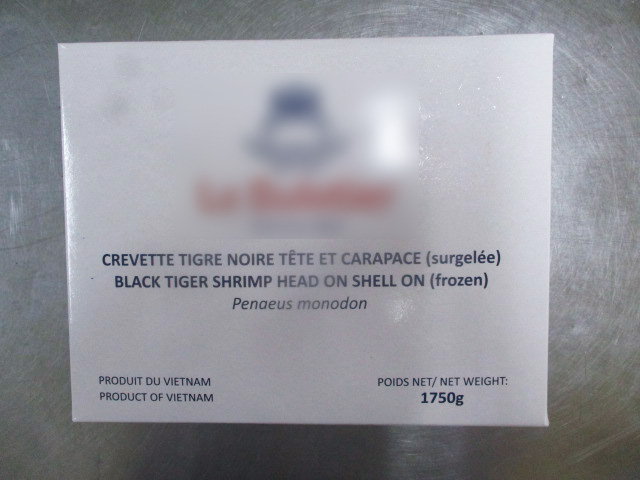 CREVETTE TIGRE NOIRE TÊTE ET CARAPACE (surgelée)
BLACK TIGER SHRIMP HEAD ON SHELL ON (frozen)
Penaeus monodon
PRODUIT DU VIETNAM
PRODUCT OF VIETNAM
POIDS NET/ NET WEIGHT:
1750g